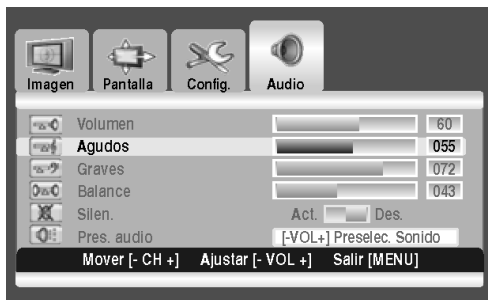 Imagen Pantalla Config. Audio
Volumen 60
Agudos 055
Graves 072
Balance 043
Silen. Act. Des.
Pres. audio [-VOL+] Preselec. Sonido
Mover [- CH +] Ajustar [- VOL +] Salir [MENU]